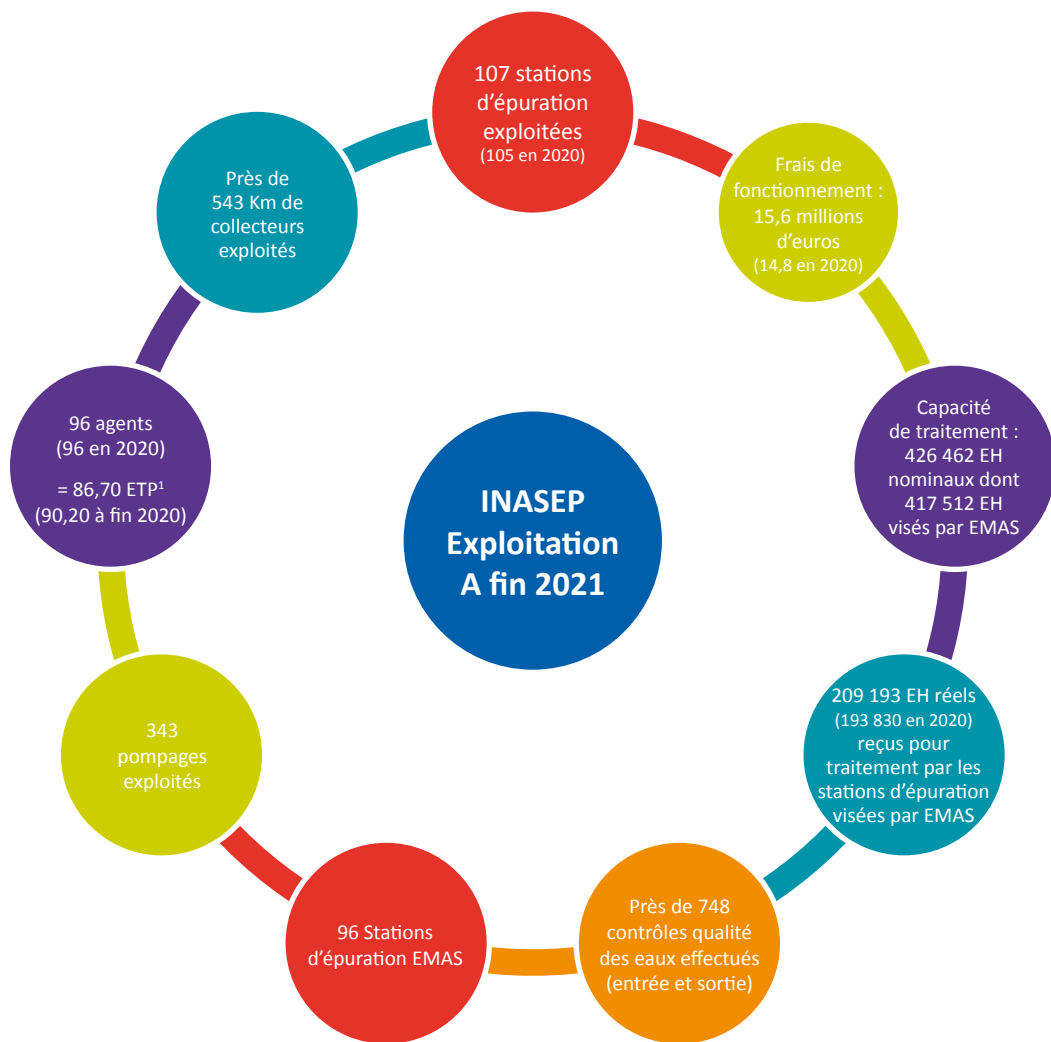 107 stations
d'épuration
exploitées
(105 en 2020)
Frais de
fonctionnement :
15,6 millions
d'euros
(14,8 en 2020)
Capacité
de traitement :
426 462 EH
nominaux dont
417 512 EH
visés par EMAS
209 193 EH réels
(193 830 en 2020)
reçus pour
traitement par les
stations d'épuration
visées par EMAS
Près de 748
contrôles qualité
des eaux effectués
(entrée et sortie)
96 Stations
d'épuration EMAS
343
pompages
exploités
96 agents
(96 en 2020)
= 86,70 ETP¹
(90,20 à fin 2020)
Près de
543 Km de
collecteurs
exploités
INASEP
Exploitation
A fin 2021